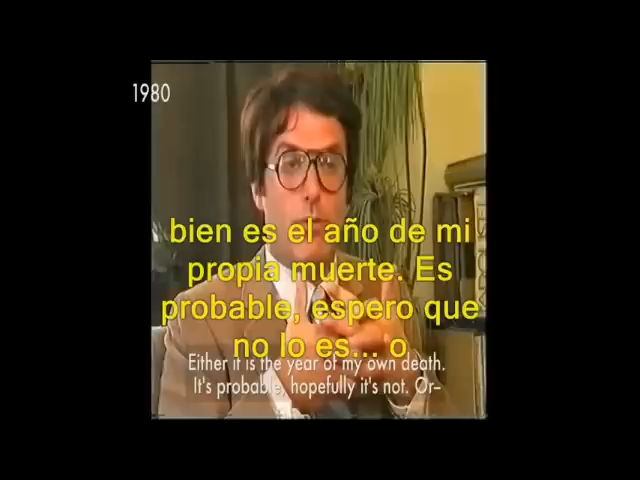 1980
bien es el año de mi
propia muerte. Es
probable, espero que
no lo es... o
Either it is the year of my own death.
It's probable, hopefully it's not. Or–